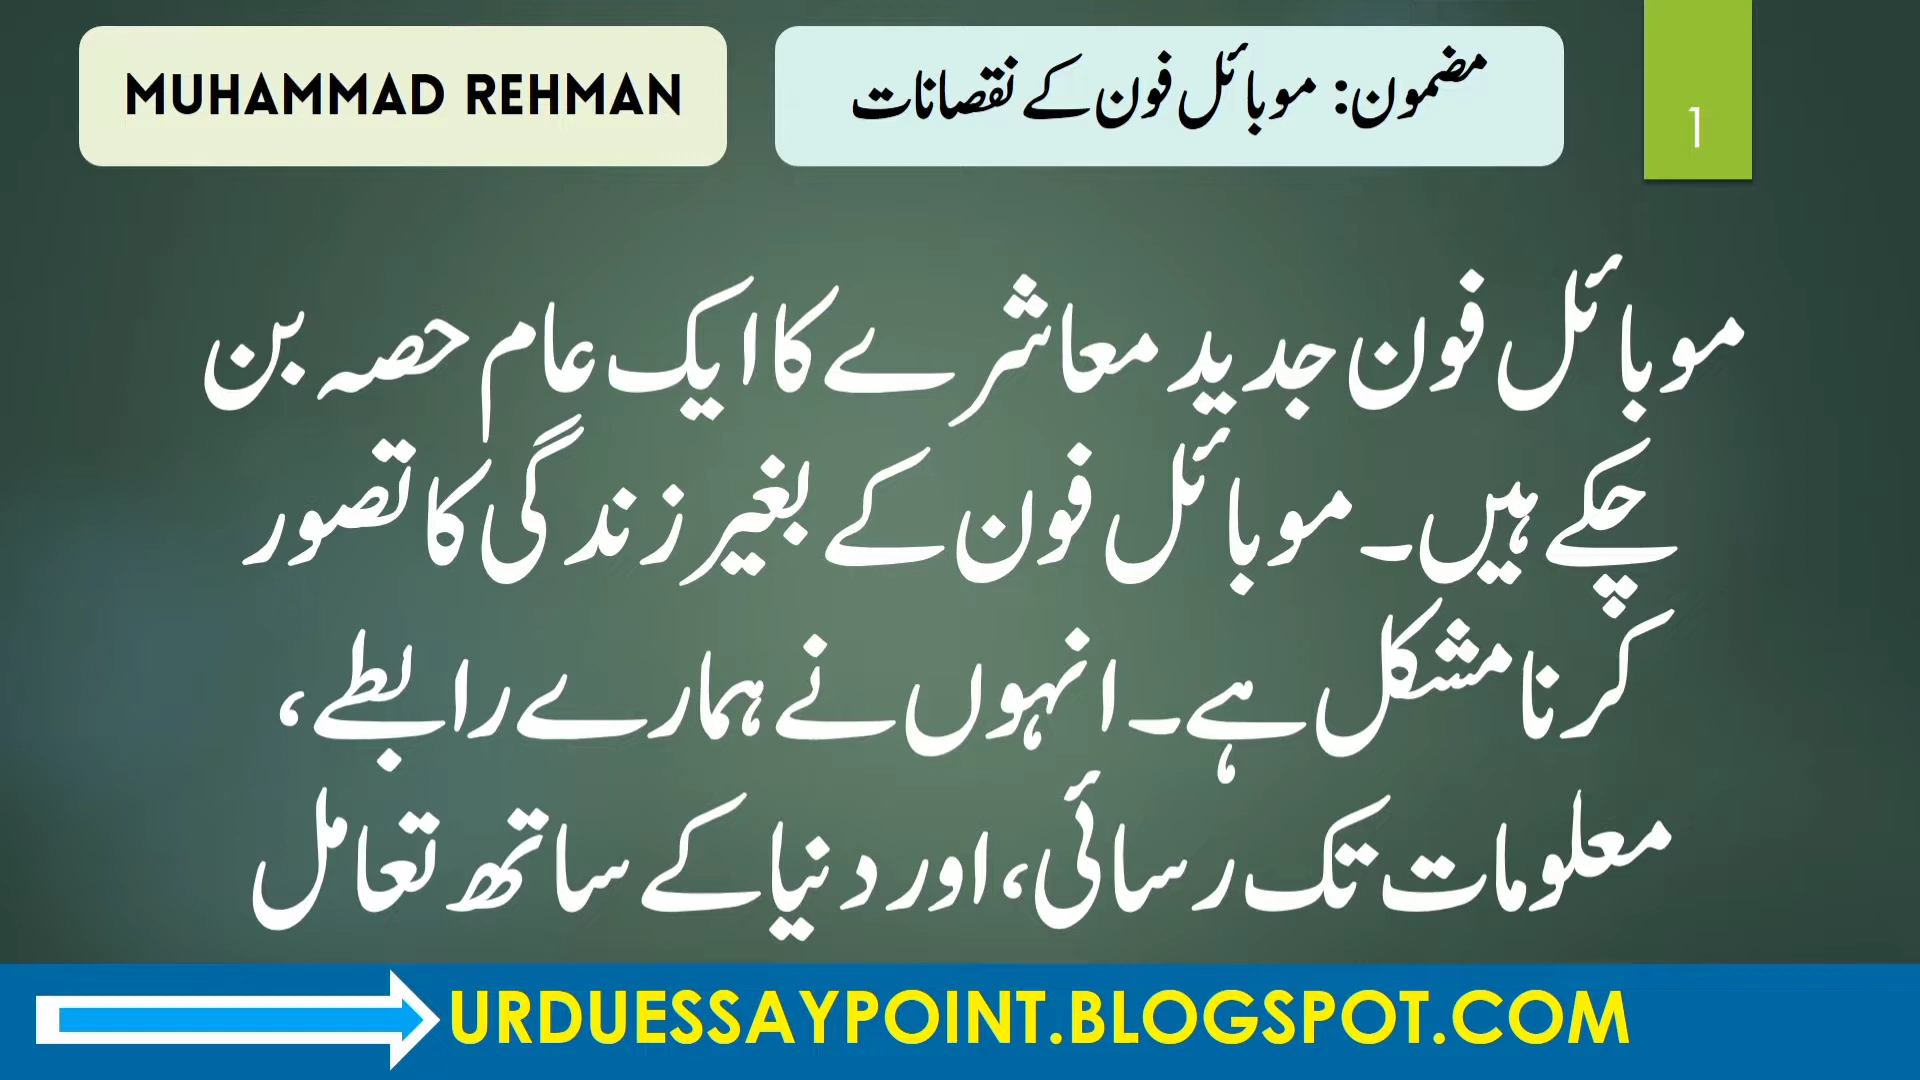 MUHAMMAD REHMAN
مضمون: موبائل فون کے نقصانات
1
موبائل فون جدید معاشرے کا ایک عام حصہ بن
چکے ہیں۔ موبائل فون کے بغیر زندگی کا تصور
کرنا مشکل ہے۔ انہوں نے ہمارے رابطے،
معلومات تک رسائی، اور دنیا کے ساتھ تعامل
URDUESSAYPOINT.BLOGSPOT.COM